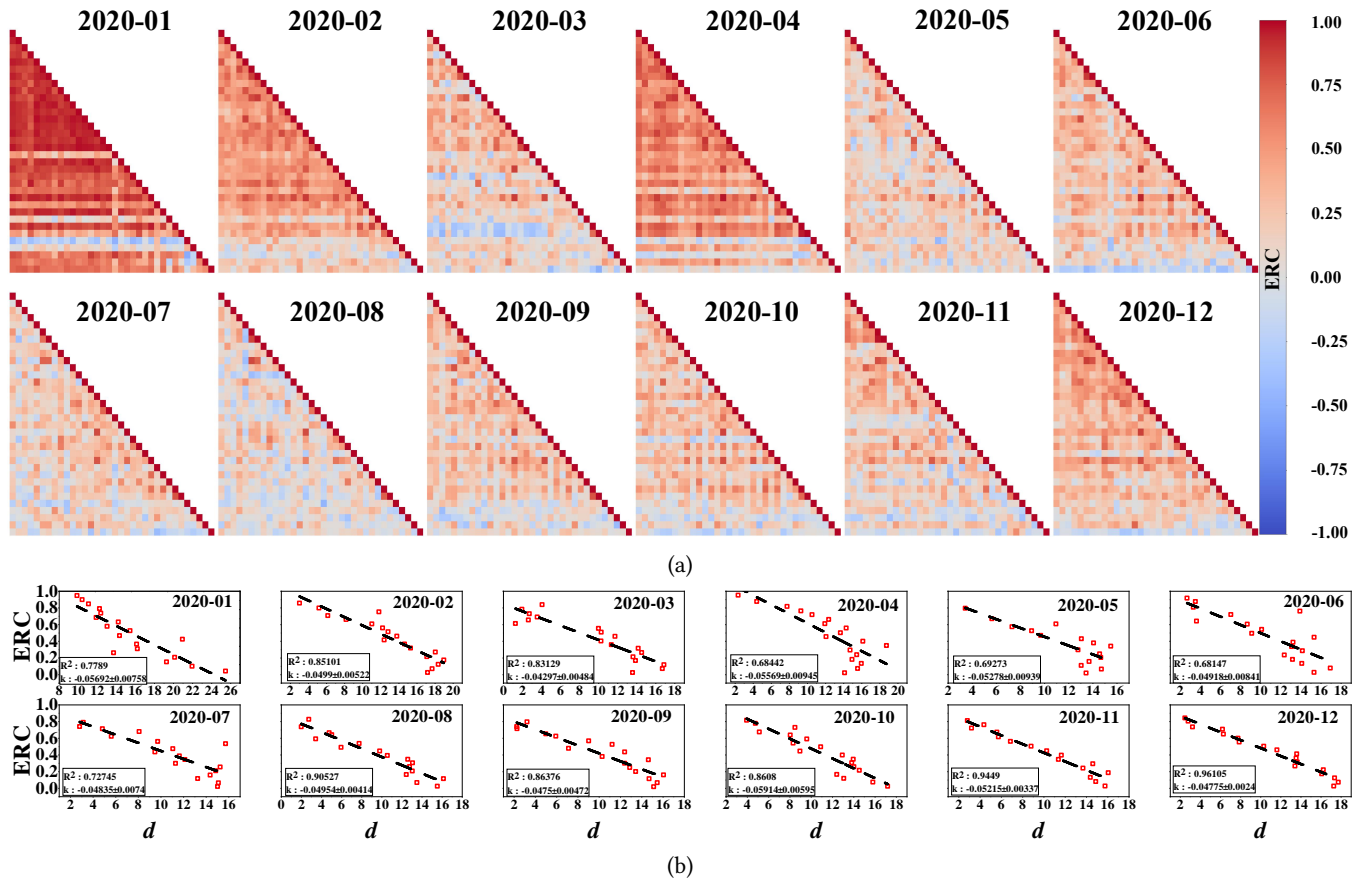 2020-01 2020-02 2020-03 2020-04 2020-05 2020-06
1.00
0.75
0.50
0.25
0.00
-0.25
-0.50
-0.75
-1.00
ERC
2020-07 2020-08 2020-09 2020-10 2020-11 2020-12
(a)
ERC
1.0
0.8
0.6
0.4
0.2
0.0
2020-01
R² : 0.7789
k : -0.05692±0.00758
8 10 12 14 16 18 20 22 24 26
2020-02
R² : 0.85101
k : -0.0499±0.00522
2 4 6 8 10 12 14 16 18 20
2020-03
R² : 0.83129
k : -0.04297±0.00484
0 2 4 6 8 10 12 14 16 18
2020-04
R² : 0.68442
k : -0.05569±0.00945
2 4 6 8 10 12 14 16 18 20
2020-05
R² : 0.69273
k : -0.05278±0.00939
2 4 6 8 10 12 14 16
2020-06
R² : 0.68147
k : -0.04918±0.00841
2 4 6 8 10 12 14 16 18
ERC
0.8
0.6
0.4
0.2
0.0
2020-07
R² : 0.72745
k : -0.04835±0.0074
2 4 6 8 10 12 14 16
2020-08
R² : 0.90527
k : -0.04954±0.00414
0 2 4 6 8 10 12 14 16 18
2020-09
R² : 0.86376
k : -0.0475±0.00472
2 4 6 8 10 12 14 16 18
2020-10
R² : 0.8608
k : -0.05914±0.00595
2 4 6 8 10 12 14 16 18
2020-11
R² : 0.9449
k : -0.05215±0.00337
2 4 6 8 10 12 14 16 18
2020-12
R² : 0.96105
k : -0.04775±0.0024
2 4 6 8 10 12 14 16 18
d d d d d d
(b)